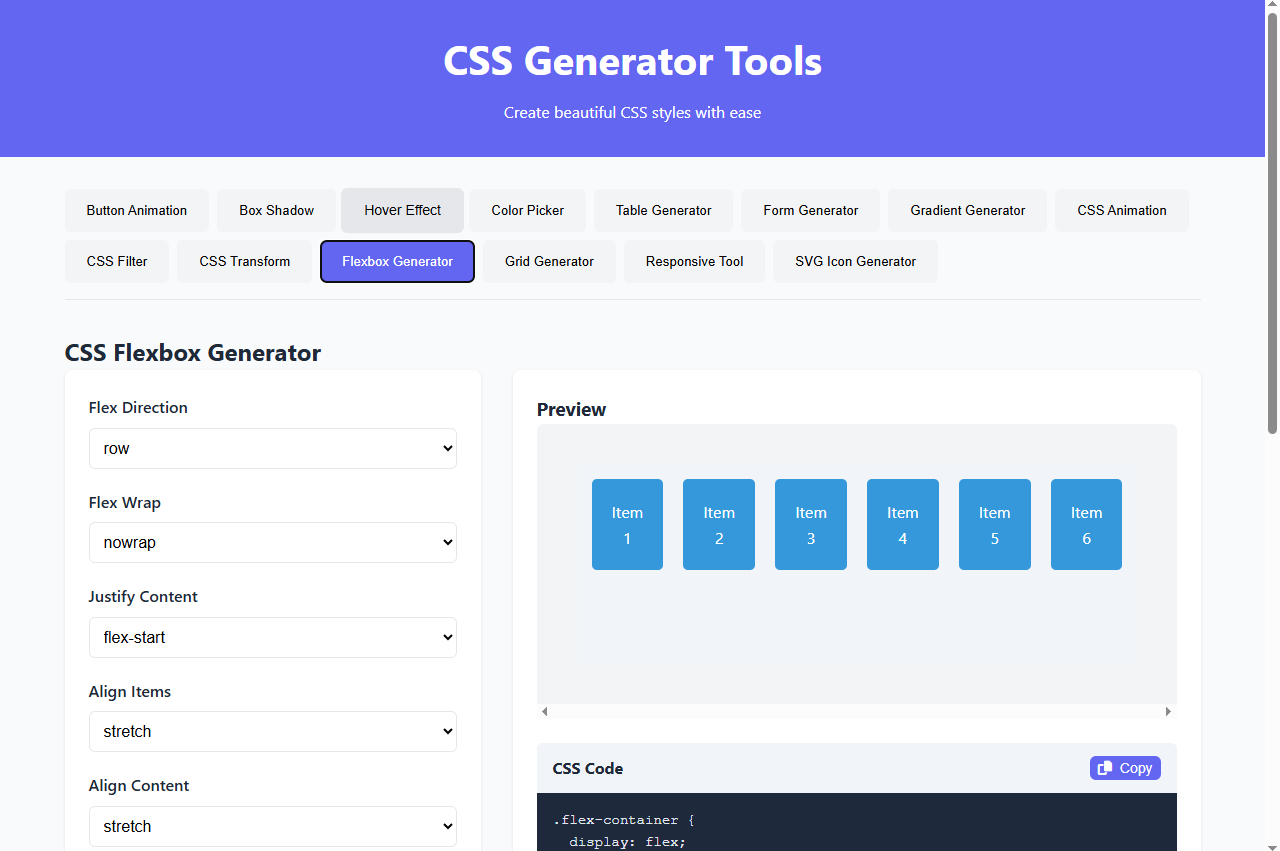 CSS Generator Tools
Create beautiful CSS styles with ease
Button Animation Box Shadow Hover Effect Color Picker Table Generator Form Generator Gradient Generator CSS Animation
CSS Filter CSS Transform Flexbox Generator Grid Generator Responsive Tool SVG Icon Generator
CSS Flexbox Generator
Flex Direction
row
Flex Wrap
nowrap
Justify Content
flex-start
Align Items
stretch
Align Content
stretch
Preview
Item Item Item Item Item Item
1 2 3 4 5 6
CSS Code
Copy
.flex-container {
  display: flex;